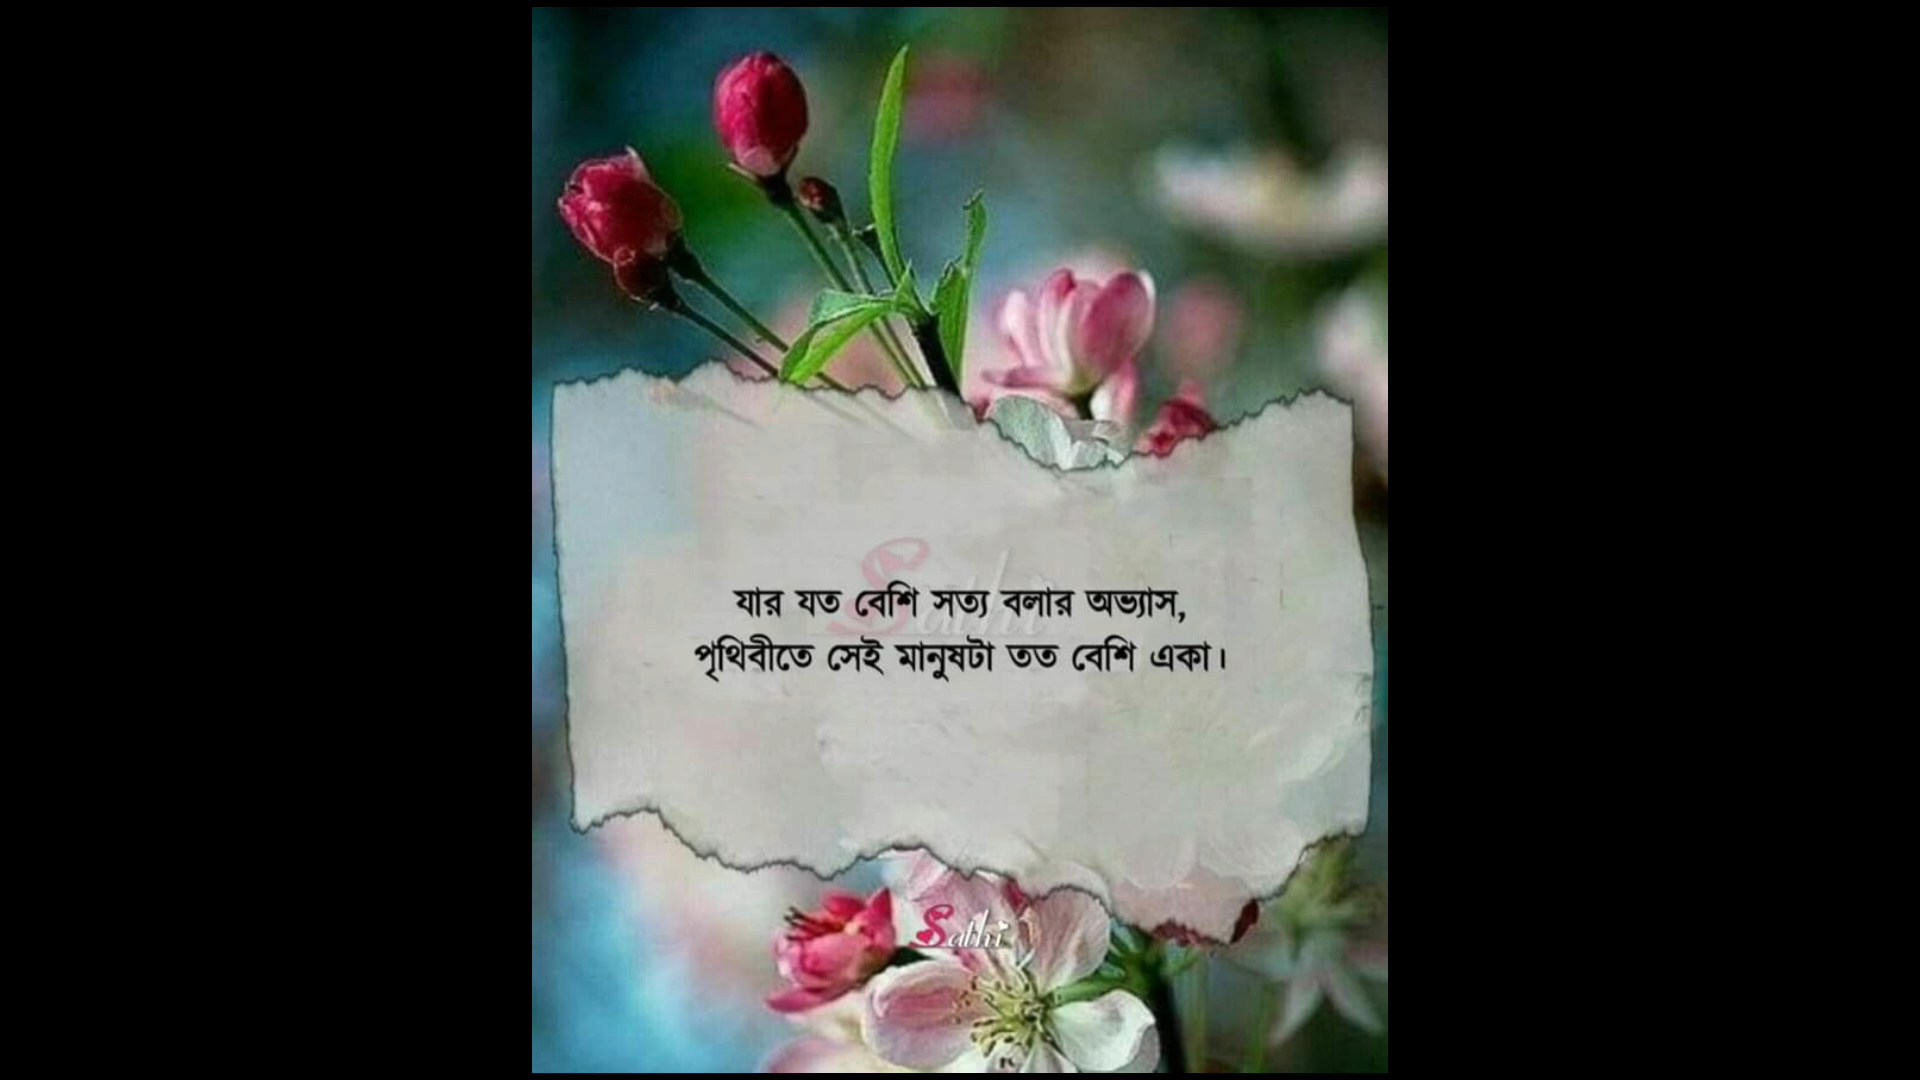 যার যত বেশি সত্য বলার অভ্যাস,
পৃথিবীতে সেই মানুষটা তত বেশি একা।
Sathi